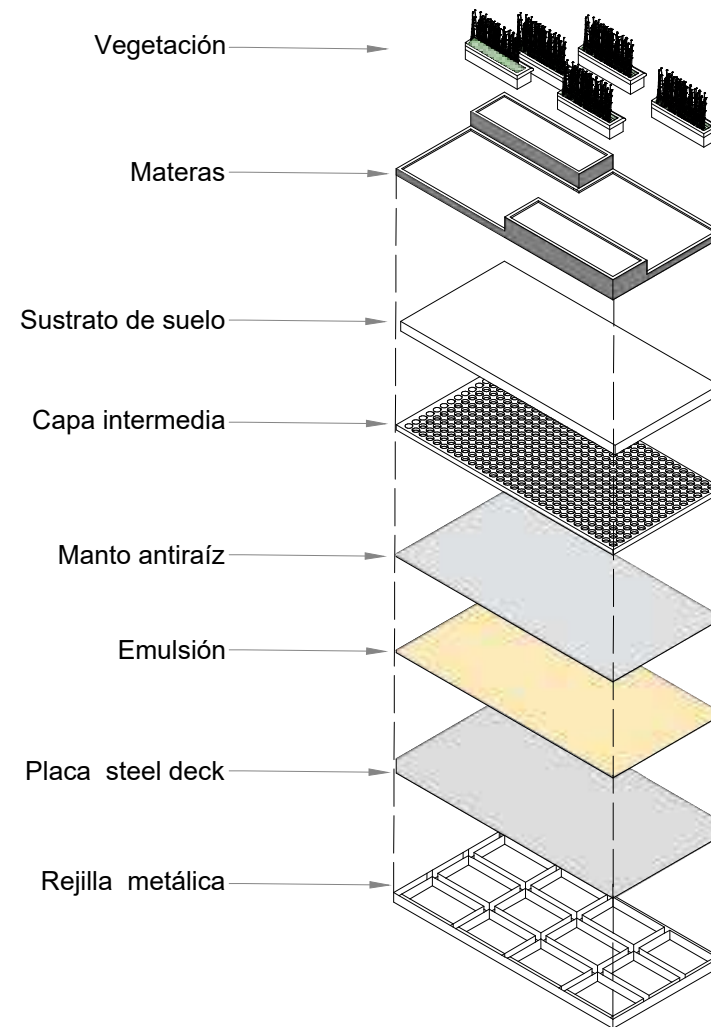 Vegetación
Materas
Sustrato de suelo
Capa intermedia
Manto antiraíz
Emulsión
Placa  steel deck
Rejilla  metálica